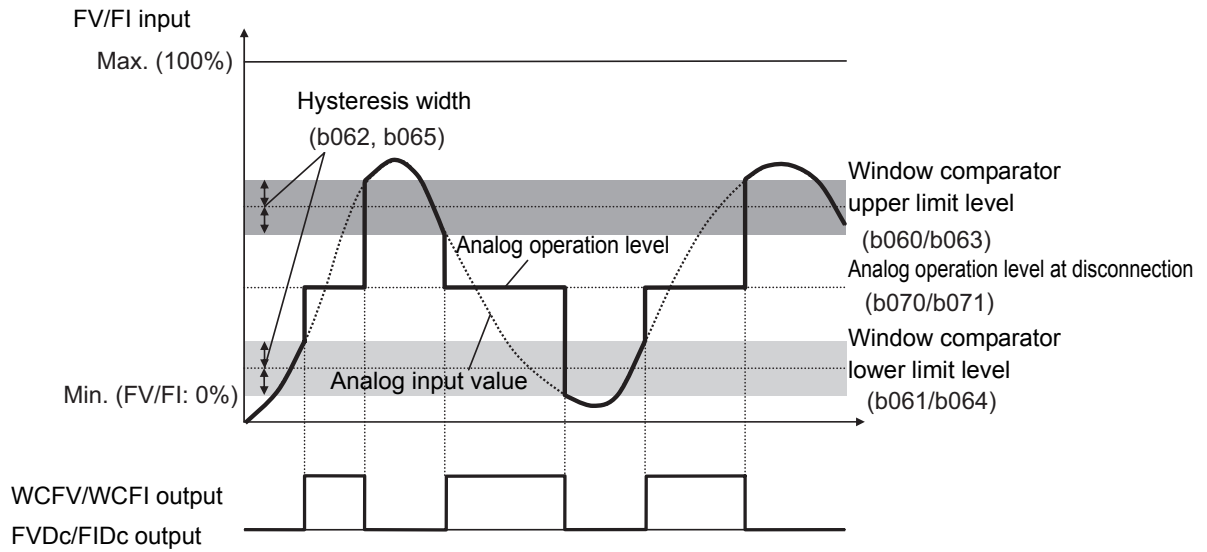 FV/FI input
Max. (100%)
Hysteresis width
(b062, b065)
Window comparator
upper limit level
(b060/b063)
Analog operation level
Analog operation level at disconnection
(b070/b071)
Window comparator
lower limit level
(b061/b064)
Analog input value
Min. (FV/FI: 0%)
WCFV/WCFI output
FVDc/FIDc output